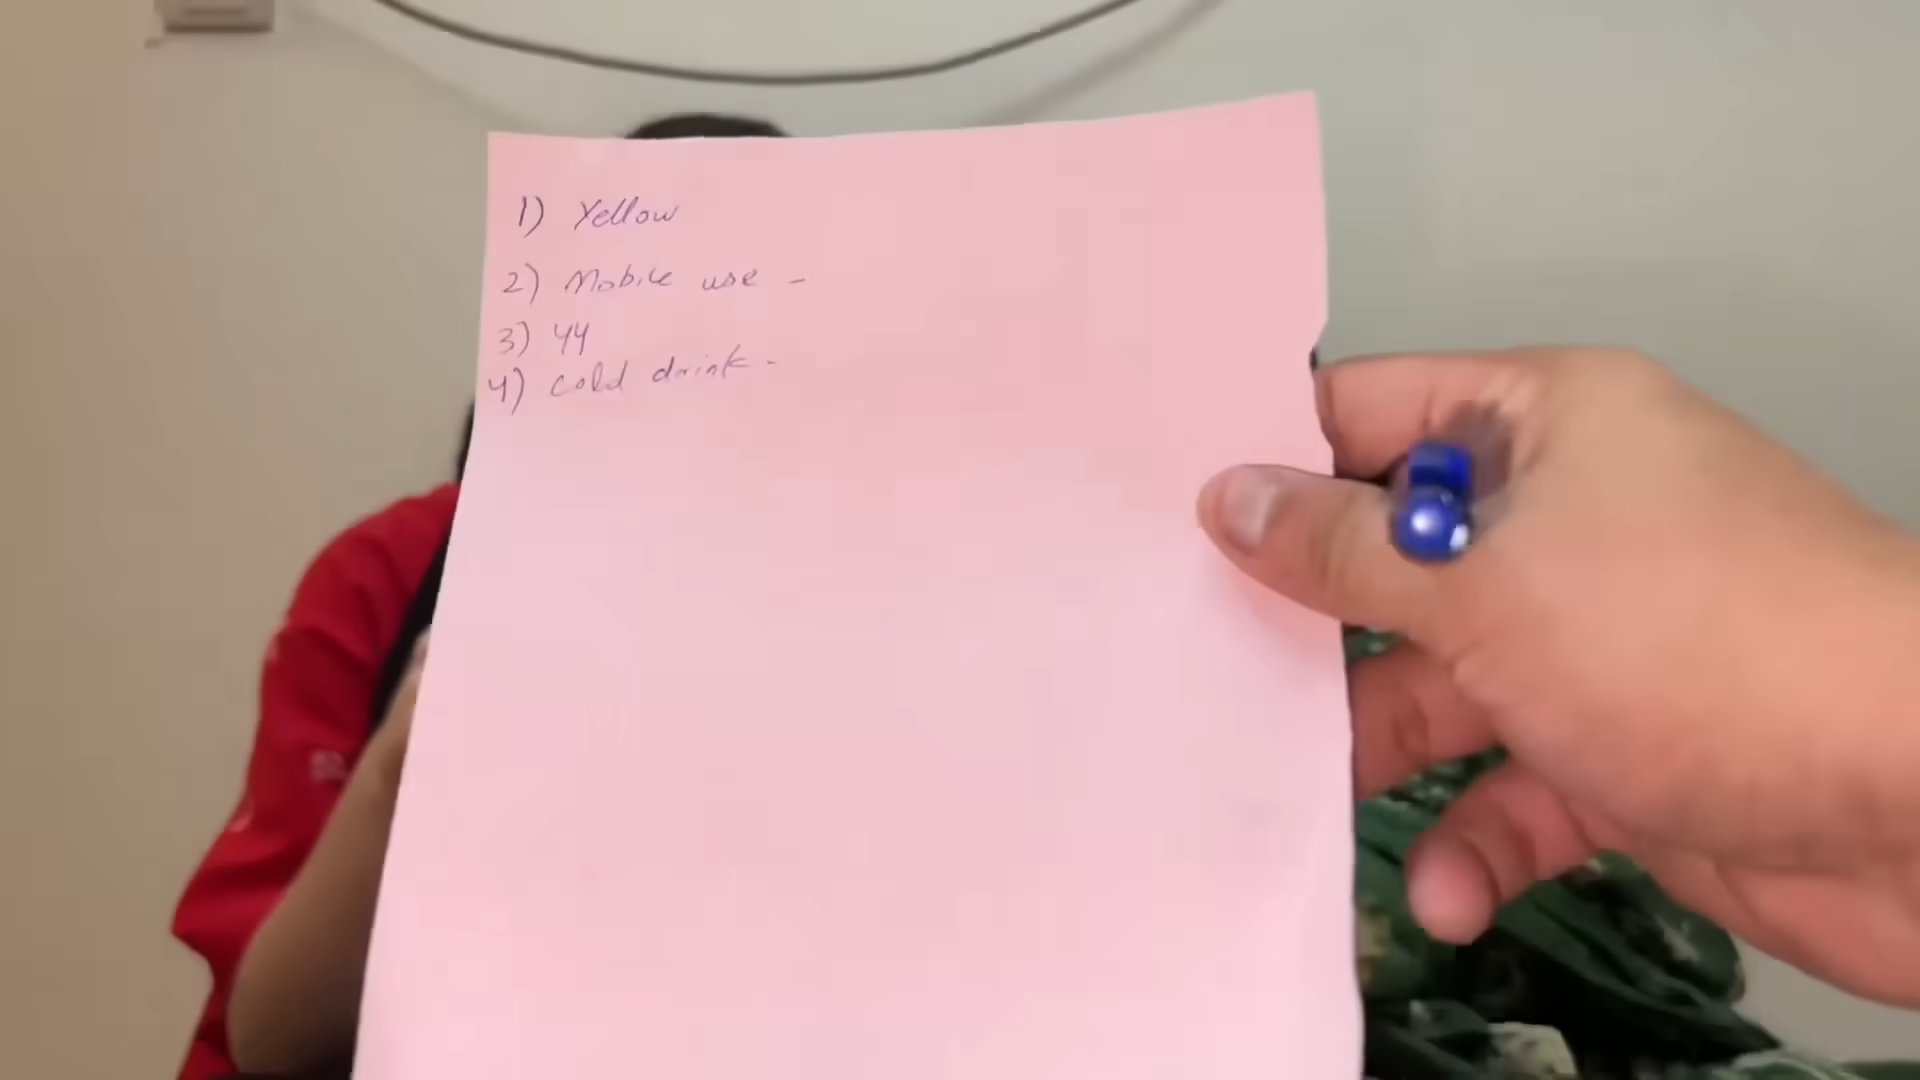 1) Yellow
2) Mobile use -
3) 44
4) Cold drink -